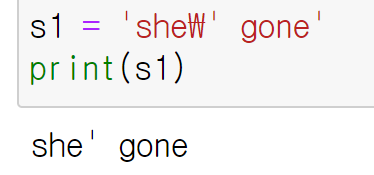 s1 = 'she₩' gone'
print(s1)
she' gone